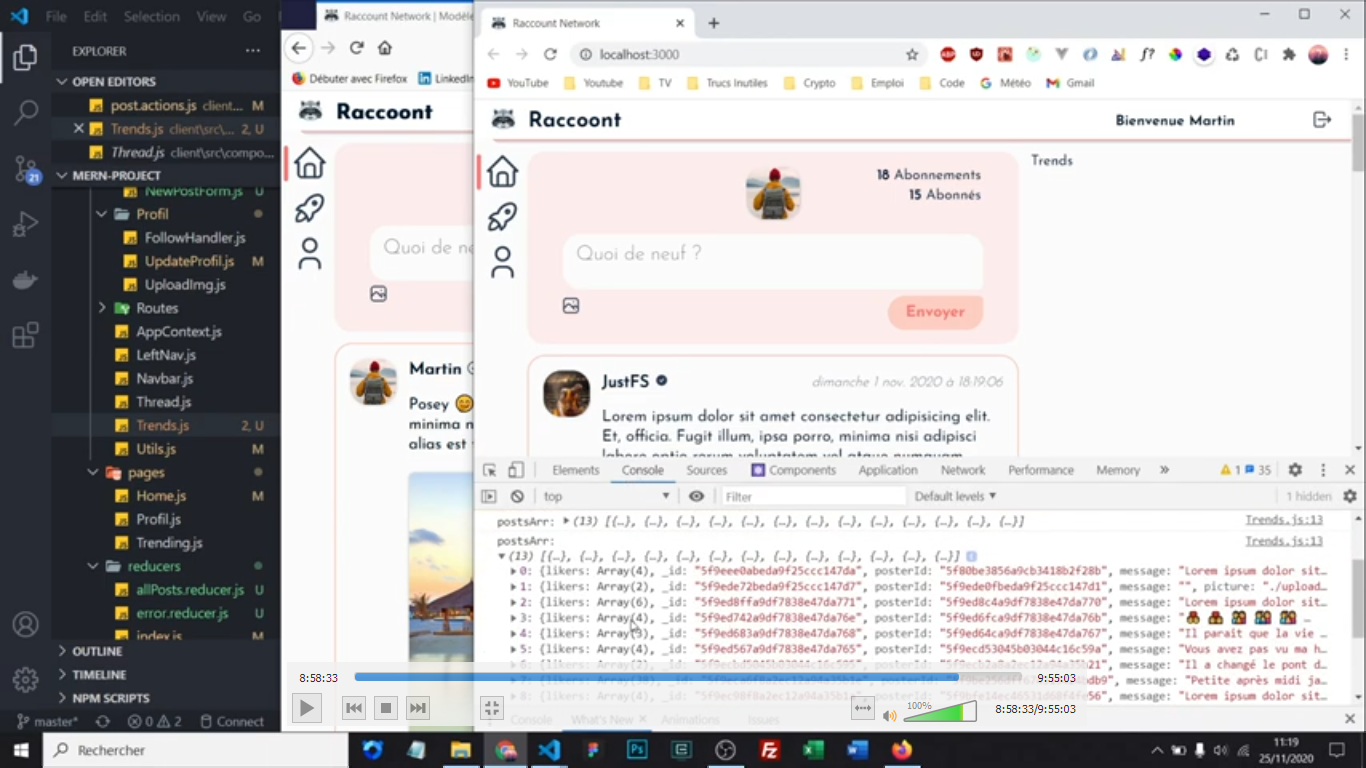 File Edit Selection View Go
EXPLORER
OPEN EDITORS
post.actions.js client... M
Trends.js client\src\... 2, U
Thread.js client\src\compo...
MERN-PROJECT
NewPostForm.js U
Profil
FollowHandler.js
UpdateProfil.js M
UploadImg.js
Routes
AppContext.js
LeftNav.js
Navbar.js
Thread.js
Trends.js 2, U
Utils.js M
pages
Home.js M
Profil.js
Trending.js
reducers
allPosts.reducer.js U
error.reducer.js U
index.js M
OUTLINE
TIMELINE
NPM SCRIPTS
21
master* 0 2 Connect
Raccount Network | Modèle
Débuter avec Firefox LinkedIn
Raccoont
Quoi de ne
Martin
Posey
minima n
alias est
Raccount Network
localhost:3000
YouTube Youtube TV Trucs Inutiles Crypto Emploi Code Météo Gmail
Raccoont
Bienvenue Martin
Trends
18 Abonnements
15 Abonnés
Quoi de neuf ?
Envoyer
JustFS
dimanche 1 nov. 2020 à 18:19:06
Lorem ipsum dolor sit amet consectetur adipisicing elit.
Et, officia. Fugit illum, ipsa porro, minima nisi adipisci
Elements Console Sources Components Application Network Performance Memory » 1 35
top Filter Default levels 1 hidden
postsArr: (13) [{…}, {…}, {…}, {…}, {…}, {…}, {…}, {…}, {…}, {…}, {…}, {…}, {…}] Trends.js:13
postsArr: Trends.js:13
(13) [{…}, {…}, {…}, {…}, {…}, {…}, {…}, {…}, {…}, {…}, {…}, {…}, {…}]
0: {likers: Array(4), _id: "5f9eee0abeda9f25ccc147da", posterId: "5f80be3856a9cb3418b2f28b", message: "Lorem ipsum dolor sit…
1: {likers: Array(2), _id: "5f9ede72beda9f25ccc147d7", posterId: "5f9ede0fbeda9f25ccc147d1", message: "", picture: "./upload…
2: {likers: Array(6), _id: "5f9ed8ffa9df7838e47da771", posterId: "5f9ed8c4a9df7838e47da770", message: "Lorem ipsum dolor sit…
3: {likers: Array(4), _id: "5f9ed742a9df7838e47da76e", posterId: "5f9ed6fca9df7838e47da76b", message: "
4: {likers: Array(3), _id: "5f9ed683a9df7838e47da768", posterId: "5f9ed64ca9df7838e47da767", message: "Il parait que la vie …
5: {likers: Array(4), _id: "5f9ed567a9df7838e47da765", posterId: "5f9ecd53045b03044c16c59a", message: "Vous avez pas vu ma h…
message: "Il a changé le pont d
message: "Petite après midi ja…
message: "Lorem ipsum dolor sit…
Console What's New Animations Issues
8:58:33 9:55:03
100% 8:58:33/9:55:03
Rechercher
11:19
25/11/2020